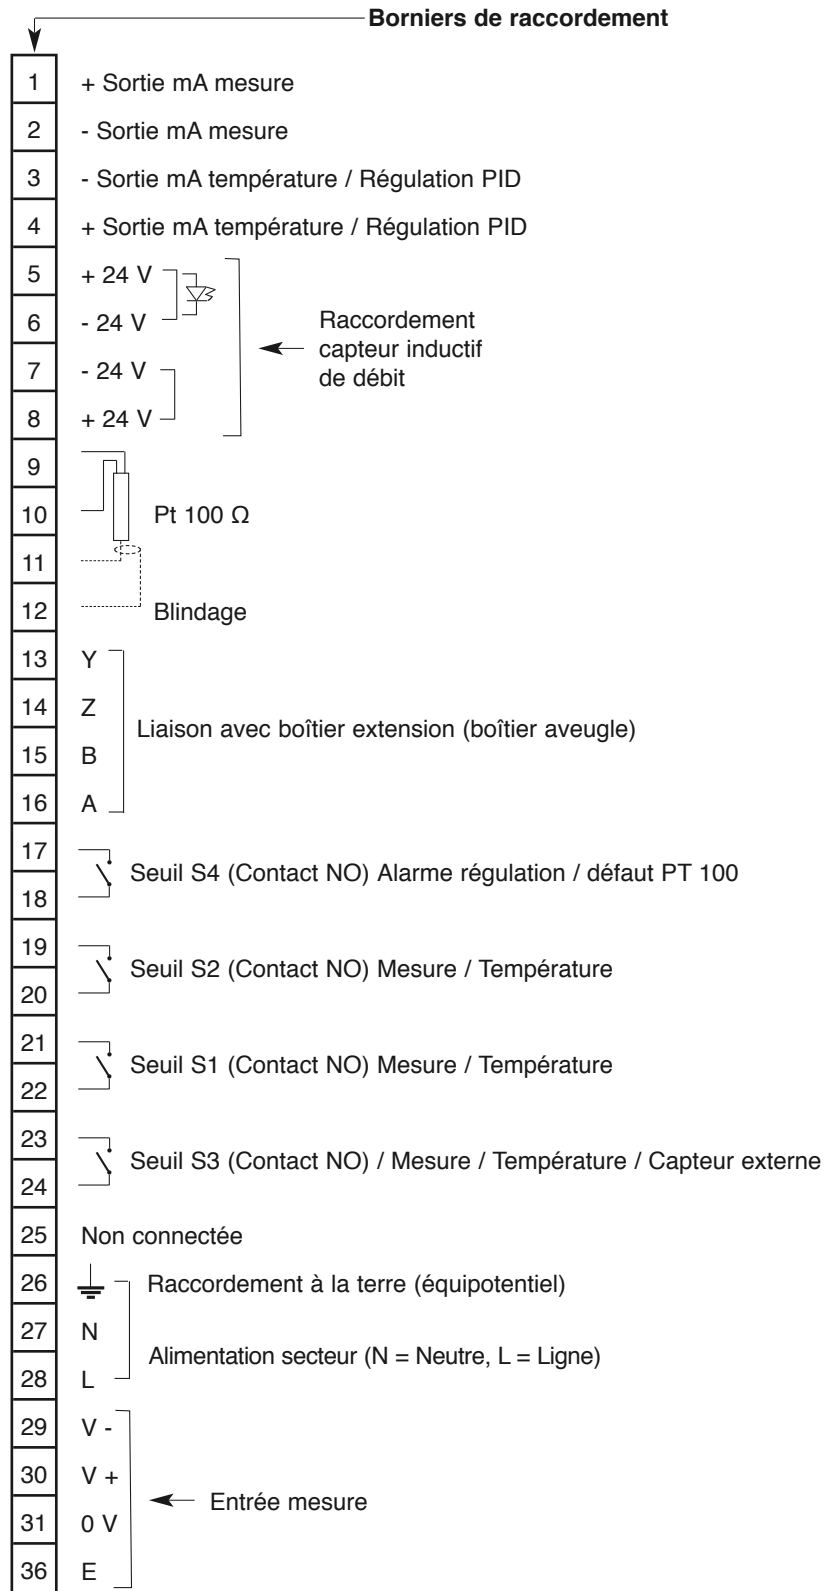 Borniers de raccordement
1 + Sortie mA mesure
2 - Sortie mA mesure
3 - Sortie mA température / Régulation PID
4 + Sortie mA température / Régulation PID
5 + 24 V
6 - 24 V
7 - 24 V
8 + 24 V
Raccordement
capteur inductif
de débit
9
10 Pt 100 Ω
11
12 Blindage
13 Y
14 Z
15 B
16 A
Liaison avec boîtier extension (boîtier aveugle)
17
18
Seuil S4 (Contact NO) Alarme régulation / défaut PT 100
19
20
Seuil S2 (Contact NO) Mesure / Température
21
22
Seuil S1 (Contact NO) Mesure / Température
23
24
Seuil S3 (Contact NO) / Mesure / Température / Capteur externe
25 Non connectée
26 Raccordement à la terre (équipotentiel)
27 N
28 L
Alimentation secteur (N = Neutre, L = Ligne)
29 V -
30 V +
31 0 V
36 E
Entrée mesure